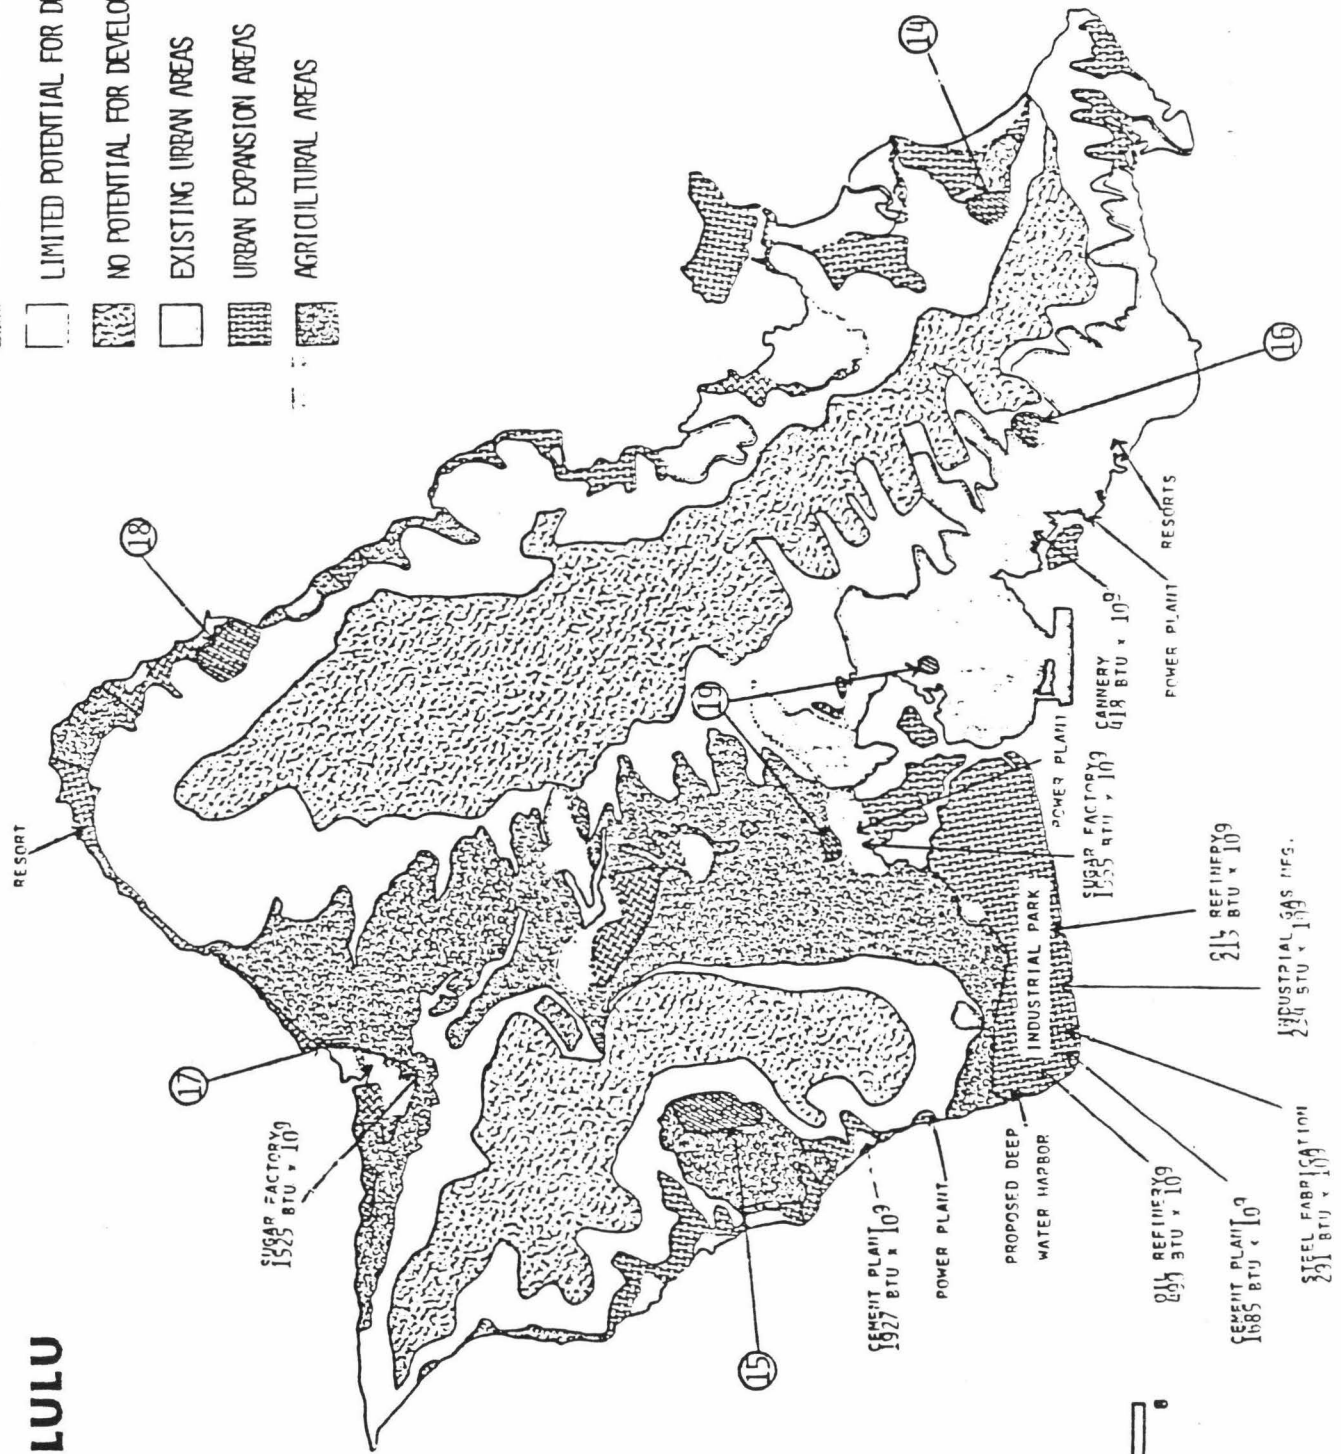 LULU
LIMITED POTENTIAL FOR DE
NO POTENTIAL FOR DEVELO
EXISTING URBAN AREAS
URBAN EXPANSION AREAS
AGRICULTURAL AREAS
RESORT
18
14
17
SUGAR FACTORY
1525 BTU x 10⁹
19
16
15
RESORTS
POWER PLANT
CANNERY
418 BTU x 10⁹
POWER PLANT
SUGAR FACTORY
BTU x 10⁹
INDUSTRIAL PARK
OIL REFINERY
215 BTU x 10⁹
INDUSTRIAL GAS MFG.
294 BTU x 10⁹
STEEL FABRICATION
291 BTU x 10⁹
CEMENT PLANT
1685 BTU x 10⁹
OIL REFINERY
499 BTU x 10⁹
PROPOSED DEEP
WATER HARBOR
POWER PLANT
CEMENT PLANT
1927 BTU x 10⁹